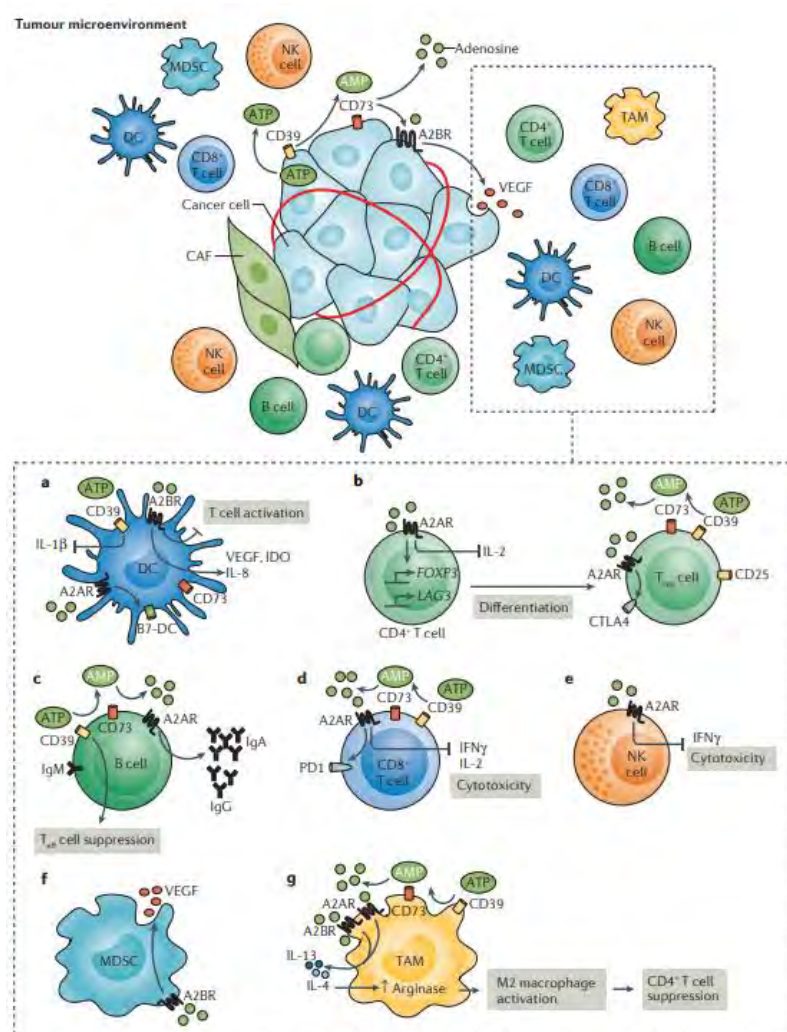 Tumour microenvironment
MDSC
NK
cell
AMP
Adenosine
CD73
ATP
CD39
A2BR
DC
CD8⁺
T cell
ATP
VEGF
Cancer cell
CAF
CD4⁺
T cell
TAM
CD8
T cell
B cell
DC
NK
cell
MDSC
NK
cell
B cell
DC
CD4⁺
T cell
a
ATP
CD39
A2BR
T cell activation
IL-1β
DC
VEGF, IDO
IL-8
A2AR
CD73
B7-DC
b
A2AR
IL-2
FOXP3
LAG3
CD4⁺ T cell
Differentiation
AMP
ATP
CD73
CD39
A2AR
CD25
CTLA4
c
AMP
ATP
CD39
CD73
A2AR
B cell
IgM
IgA
IgG
Teff cell suppression
d
AMP
ATP
CD73
CD39
A2AR
PD1
CD8⁺
T cell
IFNγ
IL-2
Cytotoxicity
e
A2AR
NK
cell
IFNγ
Cytotoxicity
f
VEGF
MDSC
A2BR
g
AMP
ATP
A2AR
CD73
CD39
A2BR
IL-13
TAM
IL-4
↑ Arginase
M2 macrophage
activation
CD4⁺ T cell
suppression